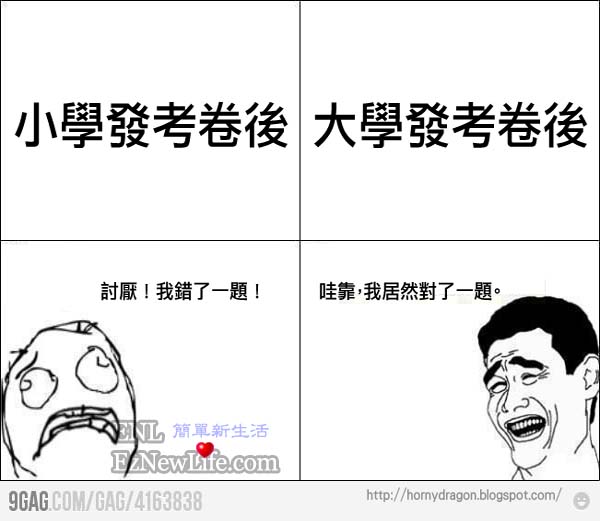 小學發考卷後
大學發考卷後
討厭！我錯了一題！
哇靠，我居然對了一題。
ENL 簡單新生活
EzNewLife.com
9GAG.COM/GAG/4163838
http://hornydragon.blogspot.com/